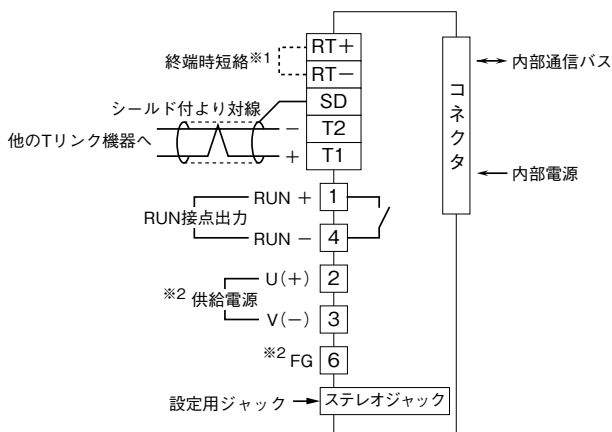 RT+
終端時短絡※1
RT−
SD
シールド付より対線
− T2
他のTリンク機器へ
+ T1
コネクタ
内部通信バス
内部電源
RUN + 1
RUN接点出力
RUN − 4
U(+) 2
※2 供給電源
V(−) 3
※2 FG 6
設定用ジャック ステレオジャック